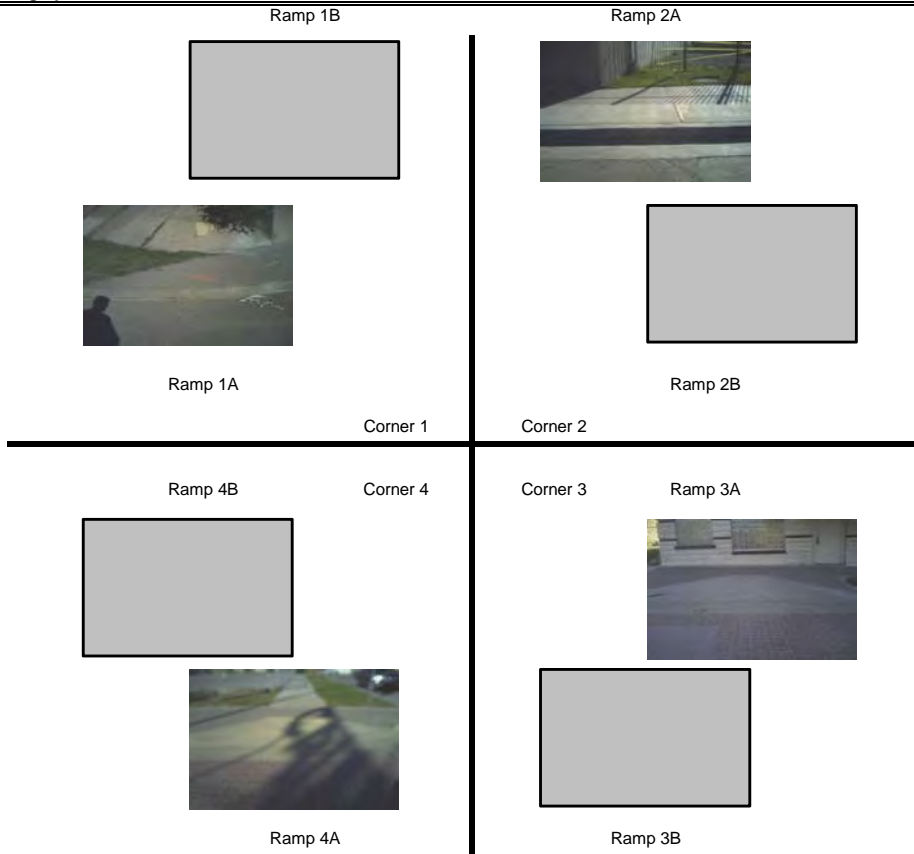 Ramp 1B
Ramp 2A
Ramp 1A
Ramp 2B
Corner 1
Corner 2
Ramp 4B
Corner 4
Corner 3
Ramp 3A
Ramp 4A
Ramp 3B